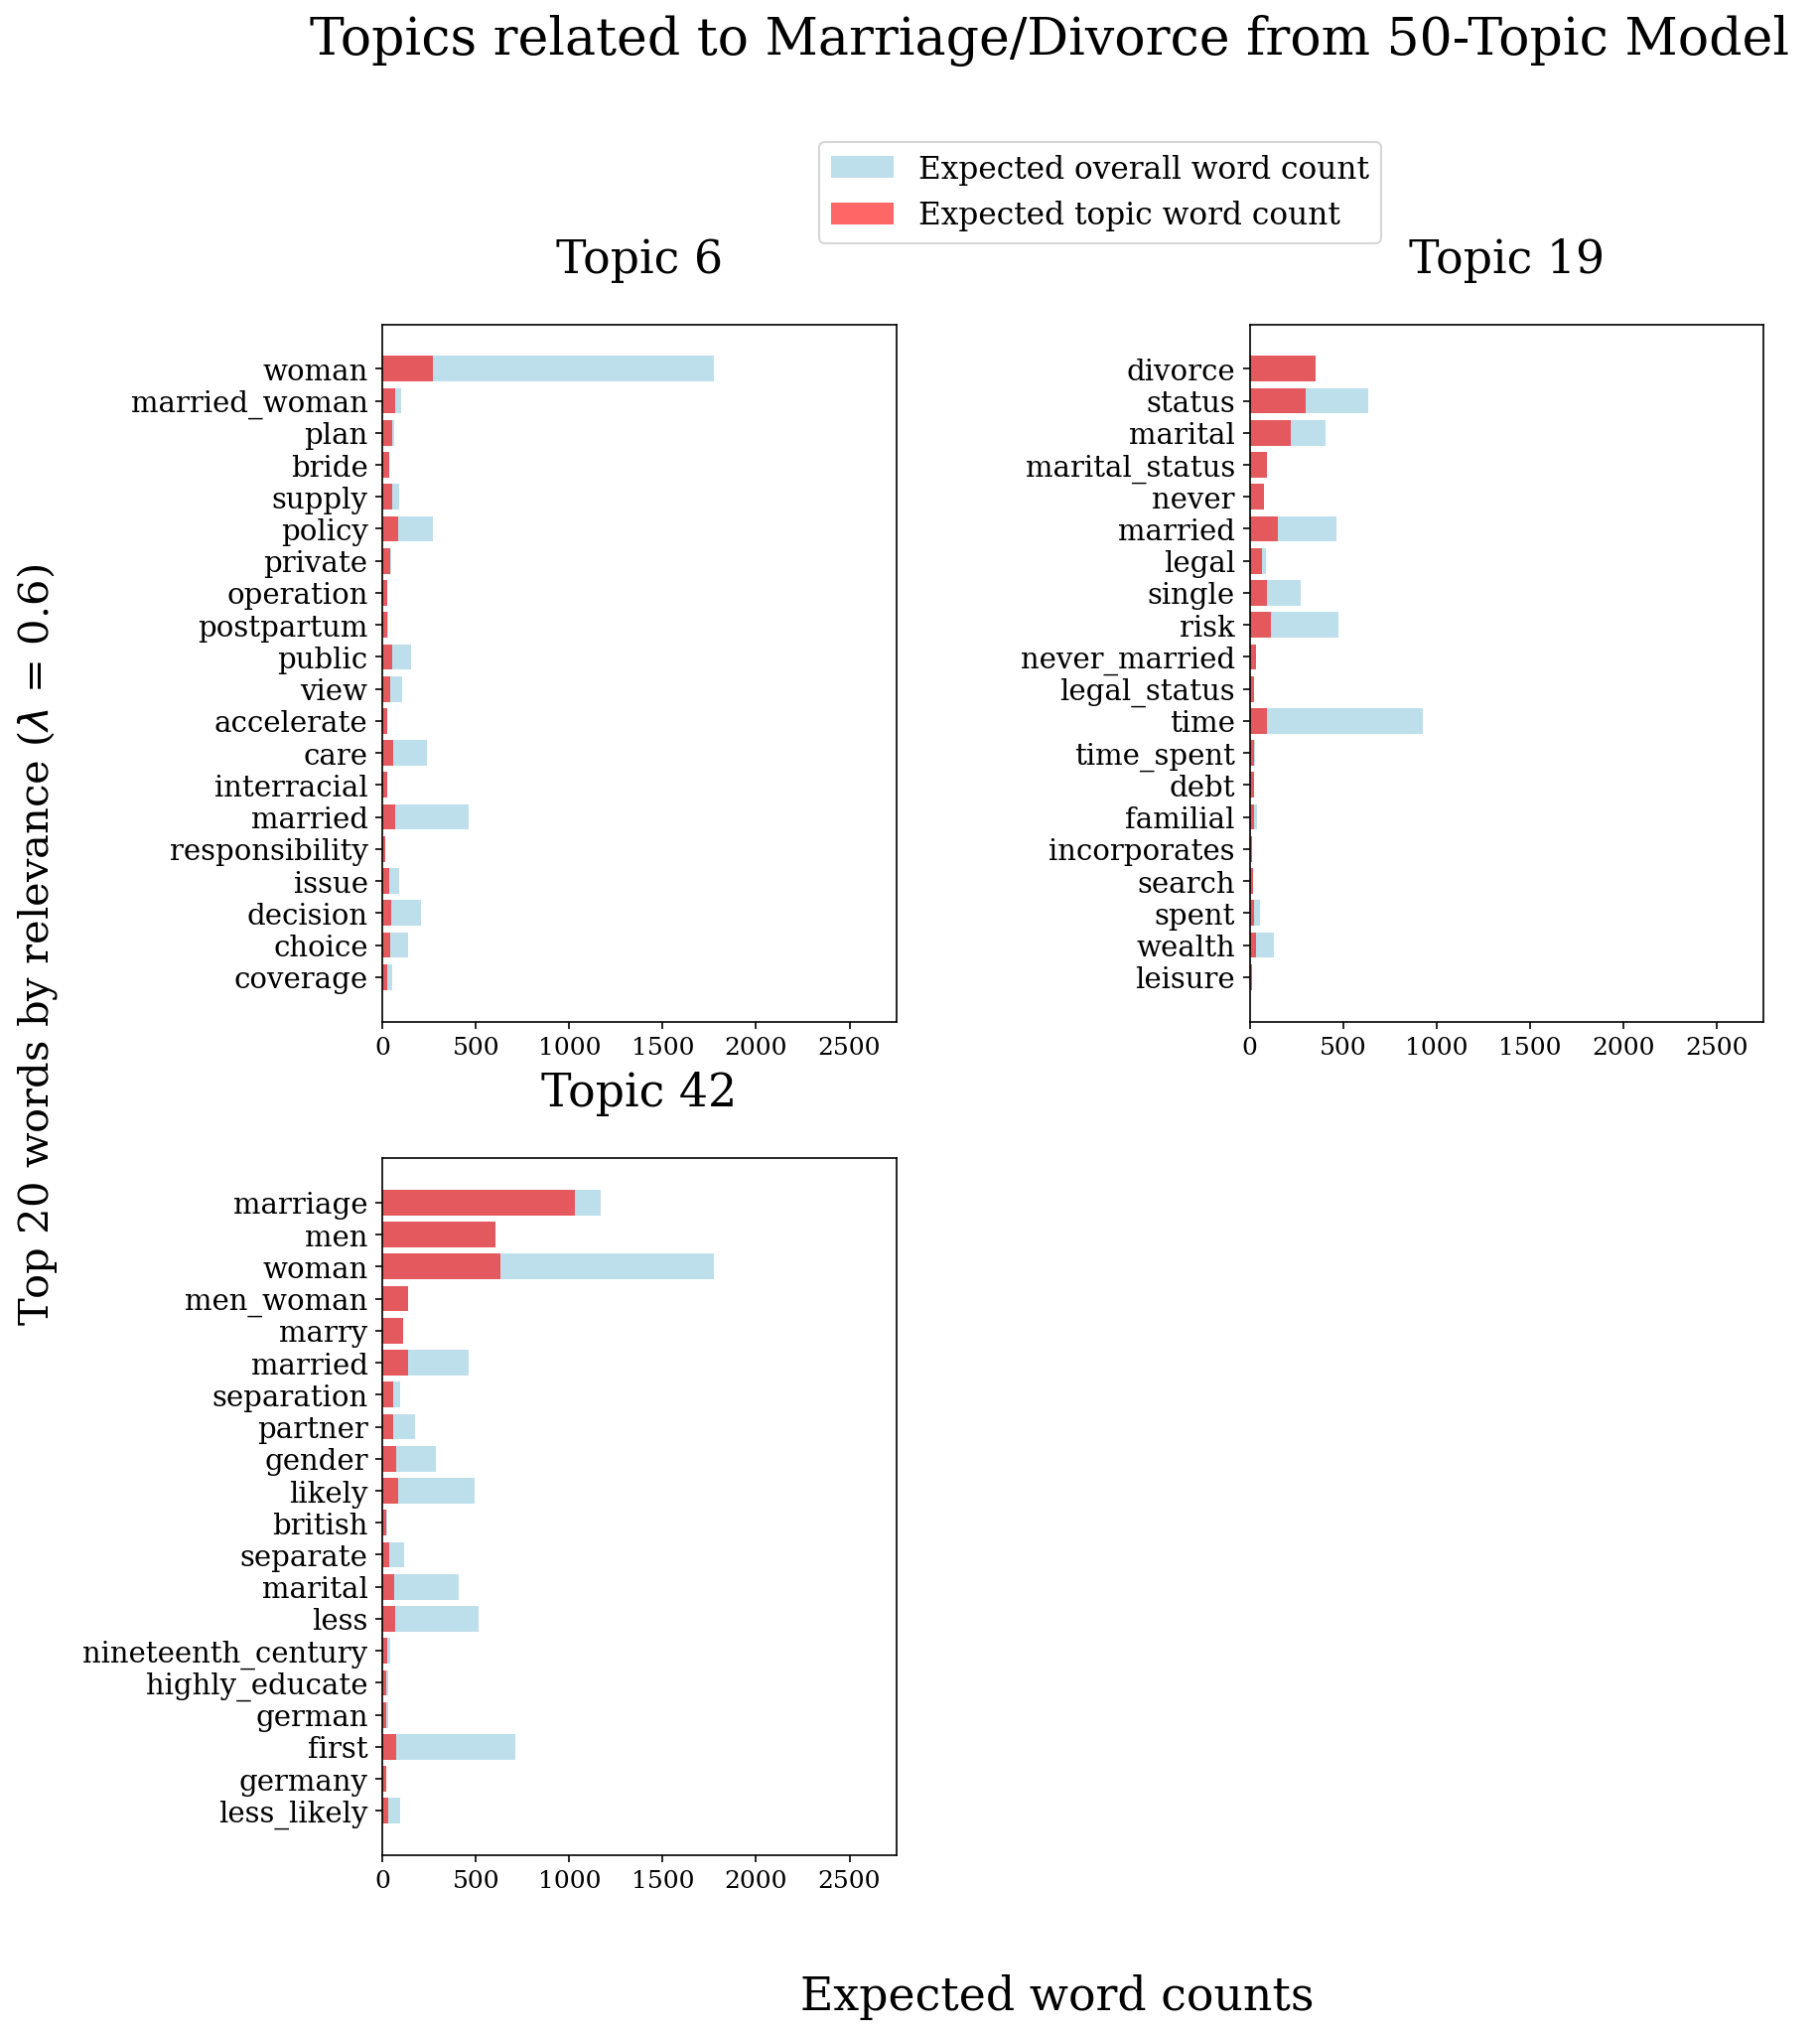 Topics related to Marriage/Divorce from 50-Topic Model
Expected overall word count
Expected topic word count
Top 20 words by relevance (λ = 0.6)
Topic 6
woman
married_woman
plan
bride
supply
policy
private
operation
postpartum
public
view
accelerate
care
interracial
married
responsibility
issue
decision
choice
coverage
0 500 1000 1500 2000 2500
Topic 19
divorce
status
marital
marital_status
never
married
legal
single
risk
never_married
legal_status
time
time_spent
debt
familial
incorporates
search
spent
wealth
leisure
0 500 1000 1500 2000 2500
Topic 42
marriage
men
woman
men_woman
marry
married
separation
partner
gender
likely
british
separate
marital
less
nineteenth_century
highly_educate
german
first
germany
less_likely
0 500 1000 1500 2000 2500
Expected word counts